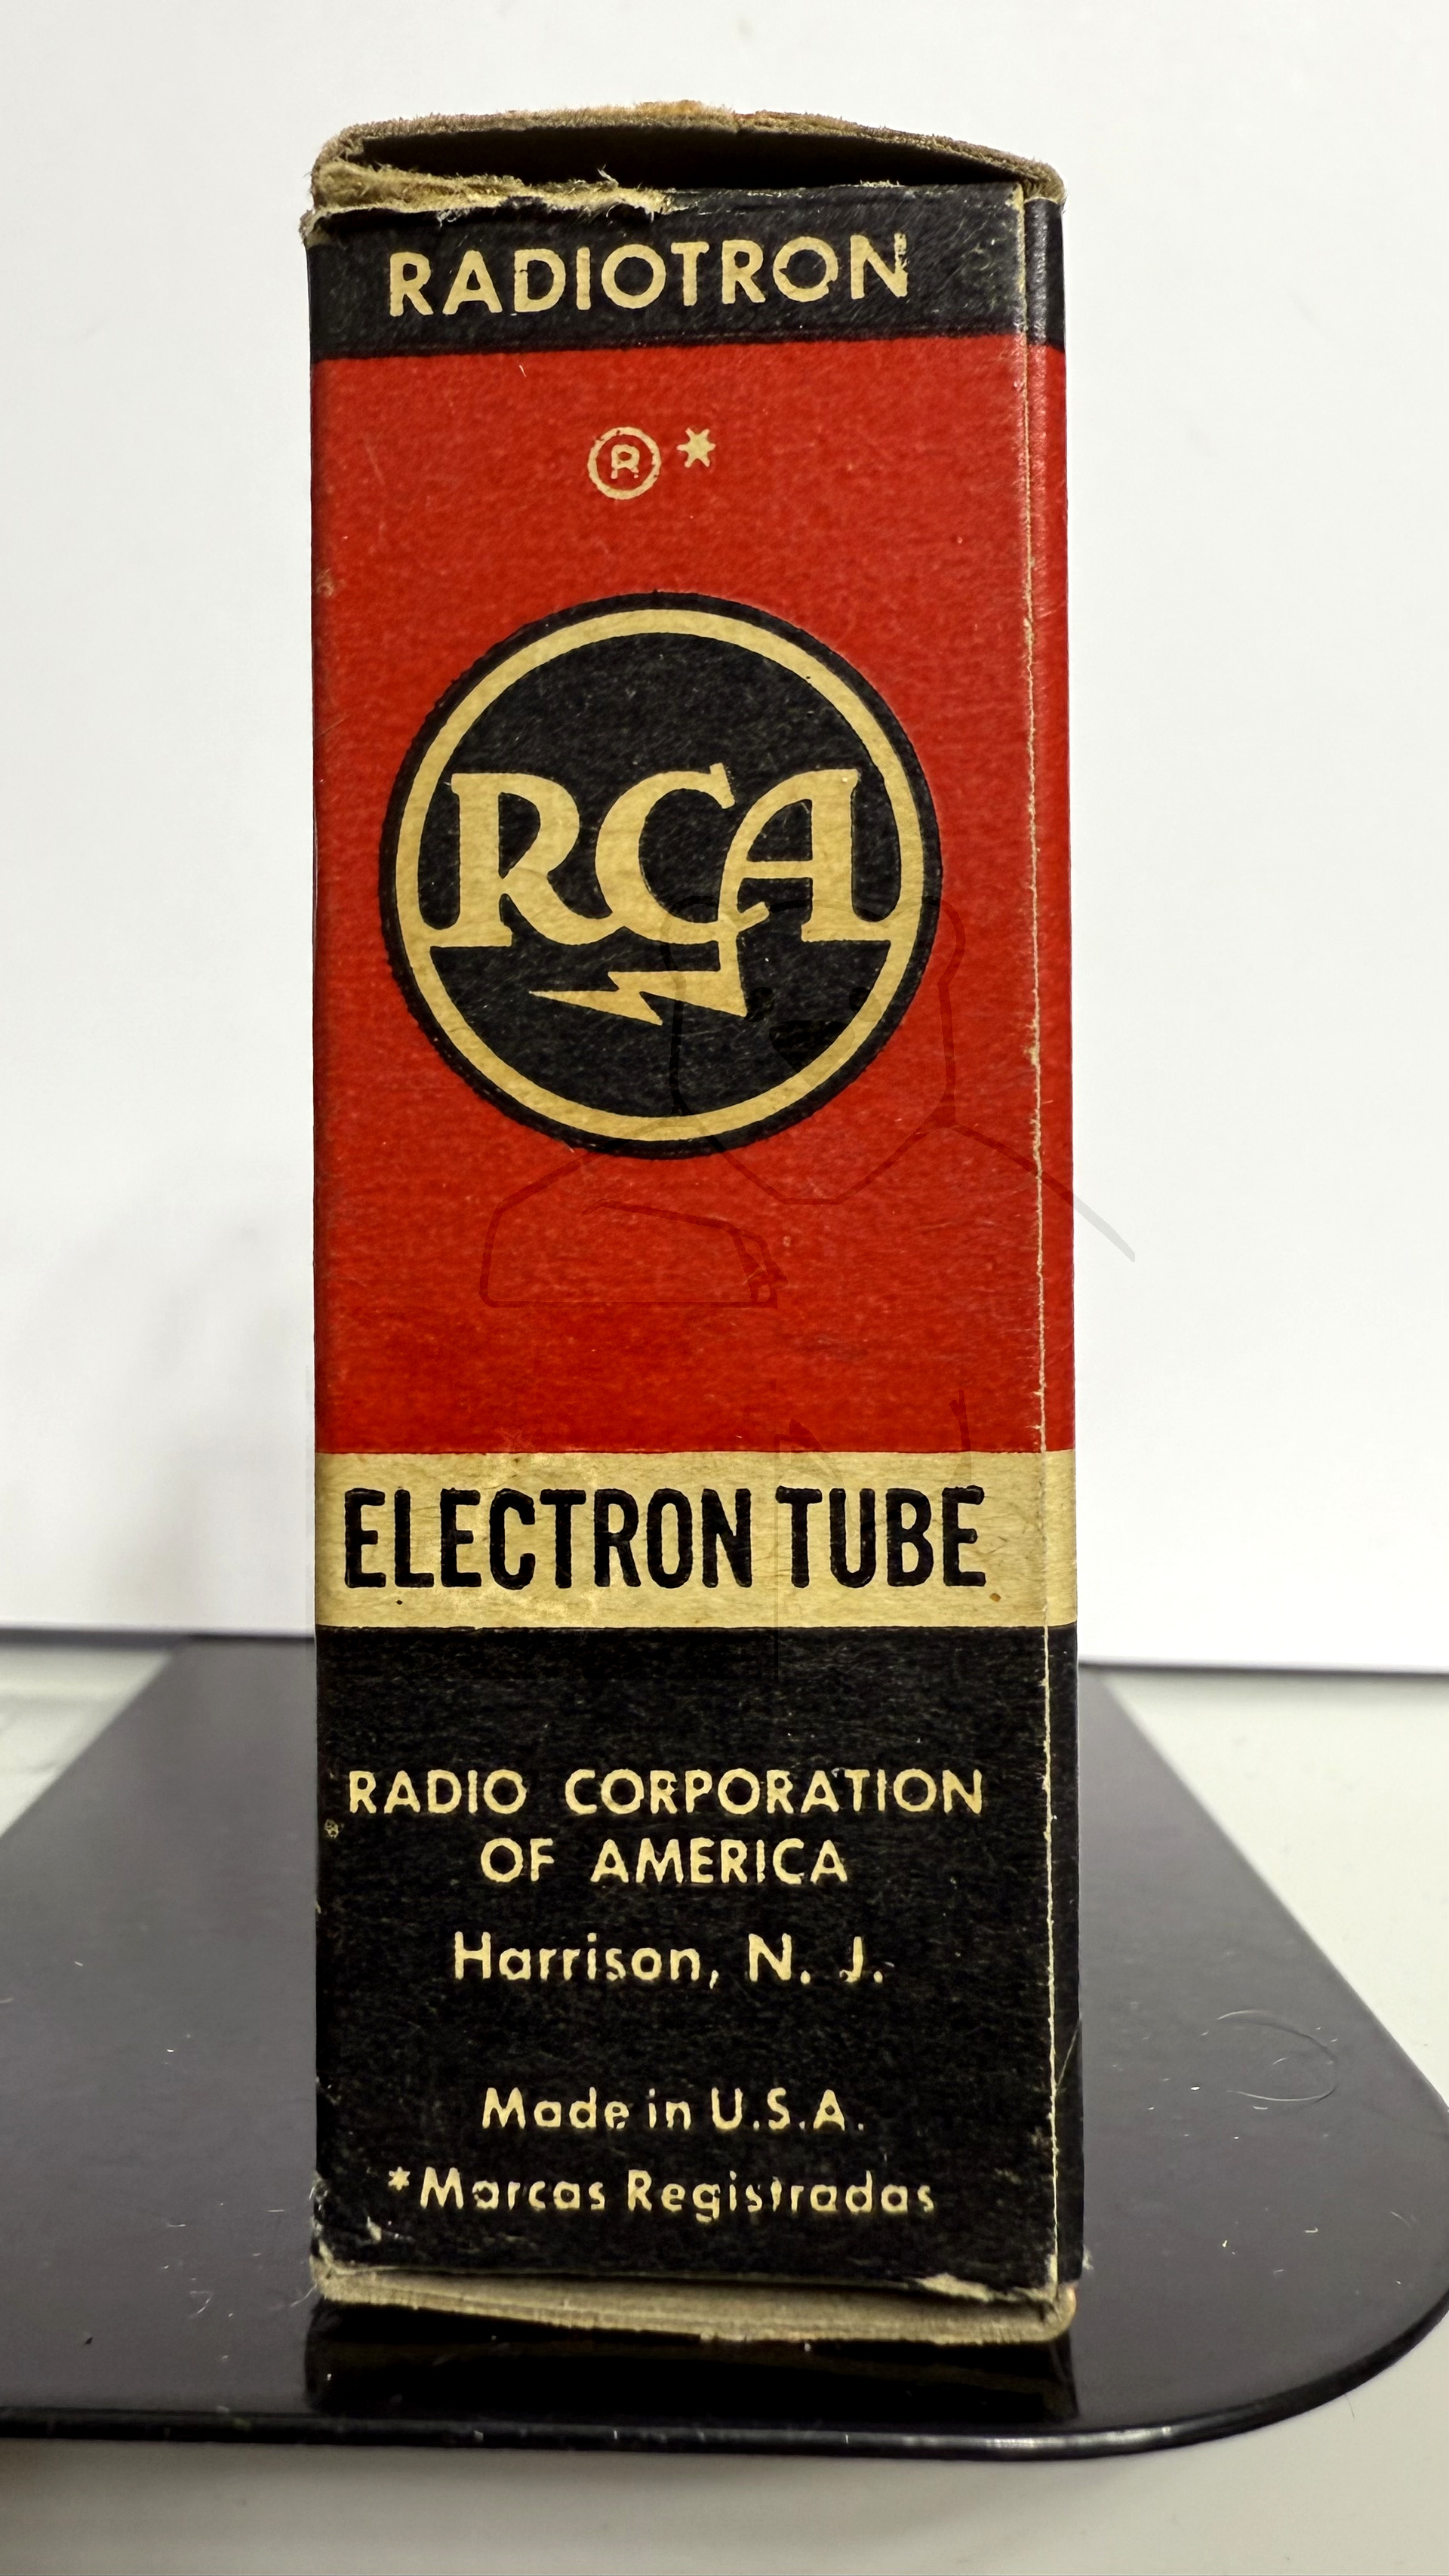 RADIOTRON
®*
RCA
ELECTRON TUBE
RADIO CORPORATION
OF AMERICA
Harrison, N. J.
Made in U.S.A.
*Marcas Registradas